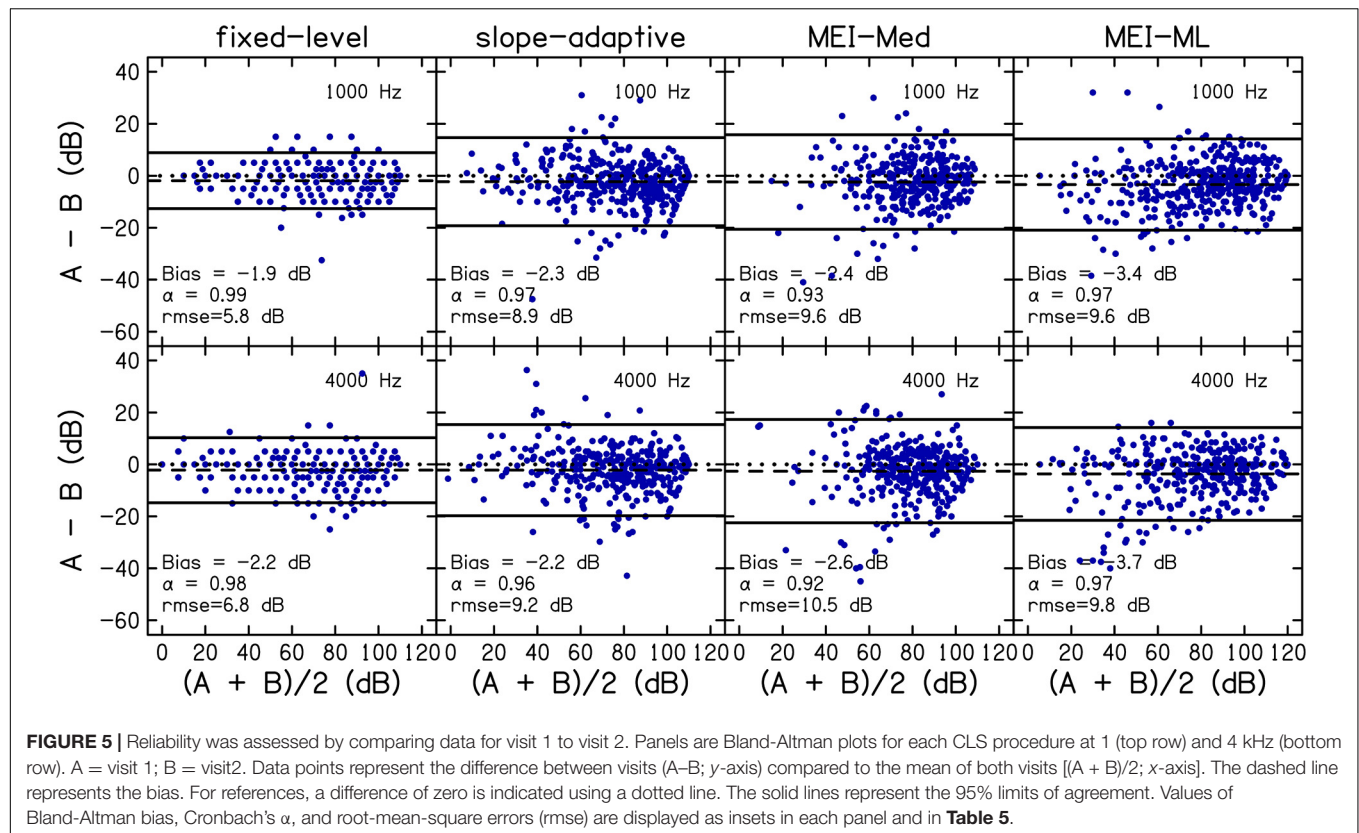 fixed-level slope-adaptive MEI-Med MEI-ML
40 1000 Hz 1000 Hz 1000 Hz 1000 Hz
20
0
−20
−40
−60
A − B (dB)
Bias = −1.9 dB
α = 0.99
rmse=5.8 dB
Bias = −2.3 dB
α = 0.97
rmse=8.9 dB
Bias = −2.4 dB
α = 0.93
rmse=9.6 dB
Bias = −3.4 dB
α = 0.97
rmse=9.6 dB
40 4000 Hz 4000 Hz 4000 Hz 4000 Hz
20
0
−20
−40
−60
A − B (dB)
Bias = −2.2 dB
α = 0.98
rmse=6.8 dB
Bias = −2.2 dB
α = 0.96
rmse=9.2 dB
Bias = −2.6 dB
α = 0.92
rmse=10.5 dB
Bias = −3.7 dB
α = 0.97
rmse=9.8 dB
0 20 40 60 80 100 120 0 20 40 60 80 100 120 0 20 40 60 80 100 120 0 20 40 60 80 100 120
(A + B)/2 (dB) (A + B)/2 (dB) (A + B)/2 (dB) (A + B)/2 (dB)
FIGURE 5 | Reliability was assessed by comparing data for visit 1 to visit 2. Panels are Bland-Altman plots for each CLS procedure at 1 (top row) and 4 kHz (bottom
row). A = visit 1; B = visit2. Data points represent the difference between visits (A–B; y-axis) compared to the mean of both visits [(A + B)/2; x-axis]. The dashed line
represents the bias. For references, a difference of zero is indicated using a dotted line. The solid lines represent the 95% limits of agreement. Values of
Bland-Altman bias, Cronbach's α, and root-mean-square errors (rmse) are displayed as insets in each panel and in Table 5.